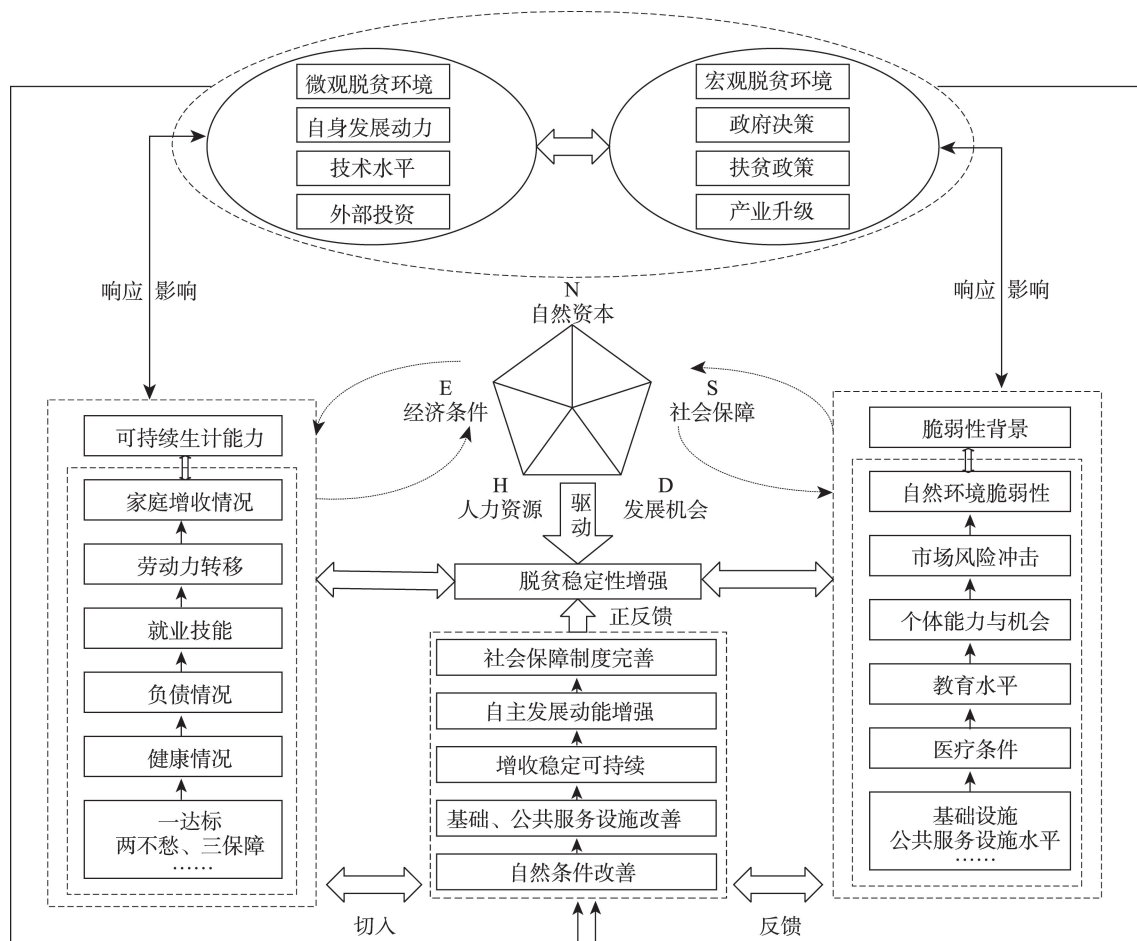 微观脱贫环境
自身发展动力
技术水平
外部投资
宏观脱贫环境
政府决策
扶贫政策
产业升级
响应 影响
响应 影响
N
自然资本
E
经济条件
S
社会保障
H
人力资源
D
发展机会
驱动
可持续生计能力
家庭增收情况
劳动力转移
就业技能
负债情况
健康情况
一达标
两不愁、三保障
……
脱贫稳定性增强
正反馈
社会保障制度完善
自主发展动能增强
增收稳定可持续
基础、公共服务设施改善
自然条件改善
脆弱性背景
自然环境脆弱性
市场风险冲击
个体能力与机会
教育水平
医疗条件
基础设施
公共服务设施水平
……
切入
反馈